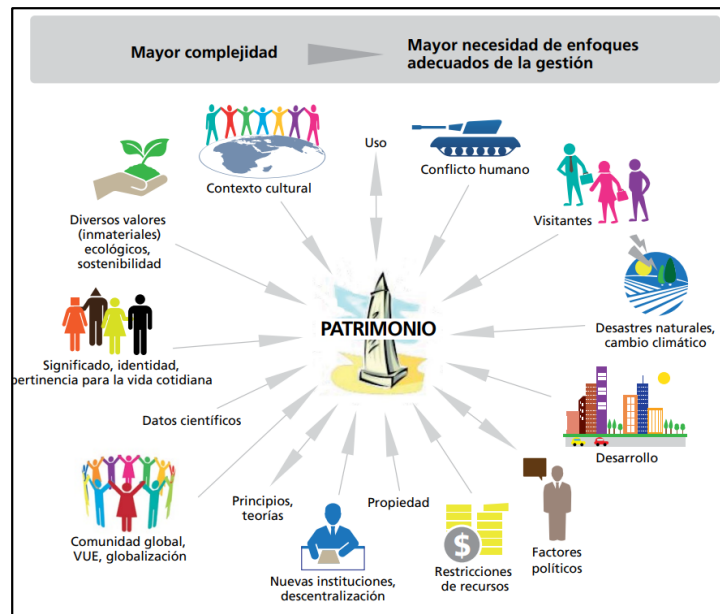 Mayor complejidad
Mayor necesidad de enfoques
adecuados de la gestión
Contexto cultural
Uso
Conflicto humano
Visitantes
Diversos valores
(inmateriales)
ecológicos,
sostenibilidad
Desastres naturales,
cambio climático
PATRIMONIO
Significado, identidad,
pertinencia para la vida cotidiana
Datos científicos
Desarrollo
Comunidad global,
VUE, globalización
Principios,
teorías
Nuevas instituciones,
descentralización
Propiedad
$
Restricciones
de recursos
Factores
políticos